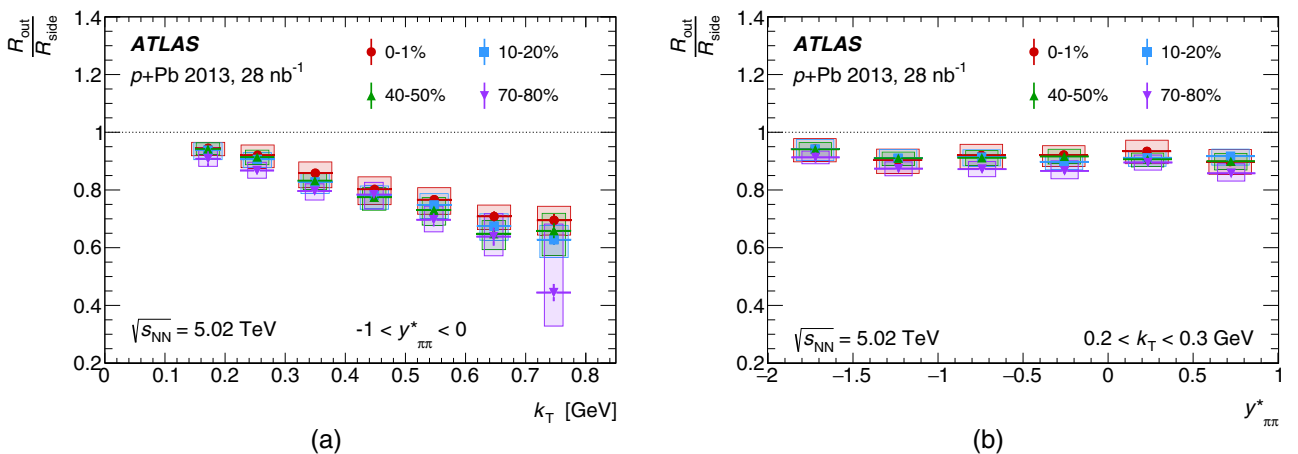 R_out / R_side
1.4
1.2
1
0.8
0.6
0.4
0.2
ATLAS
p+Pb 2013, 28 nb⁻¹
0-1% 10-20%
40-50% 70-80%
√s_NN = 5.02 TeV -1 < y*_ππ < 0
0 0.1 0.2 0.3 0.4 0.5 0.6 0.7 0.8
k_T [GeV]
(a)
R_out / R_side
1.4
1.2
1
0.8
0.6
0.4
0.2
ATLAS
p+Pb 2013, 28 nb⁻¹
0-1% 10-20%
40-50% 70-80%
√s_NN = 5.02 TeV 0.2 < k_T < 0.3 GeV
−2 −1.5 −1 −0.5 0 0.5 1
y*_ππ
(b)